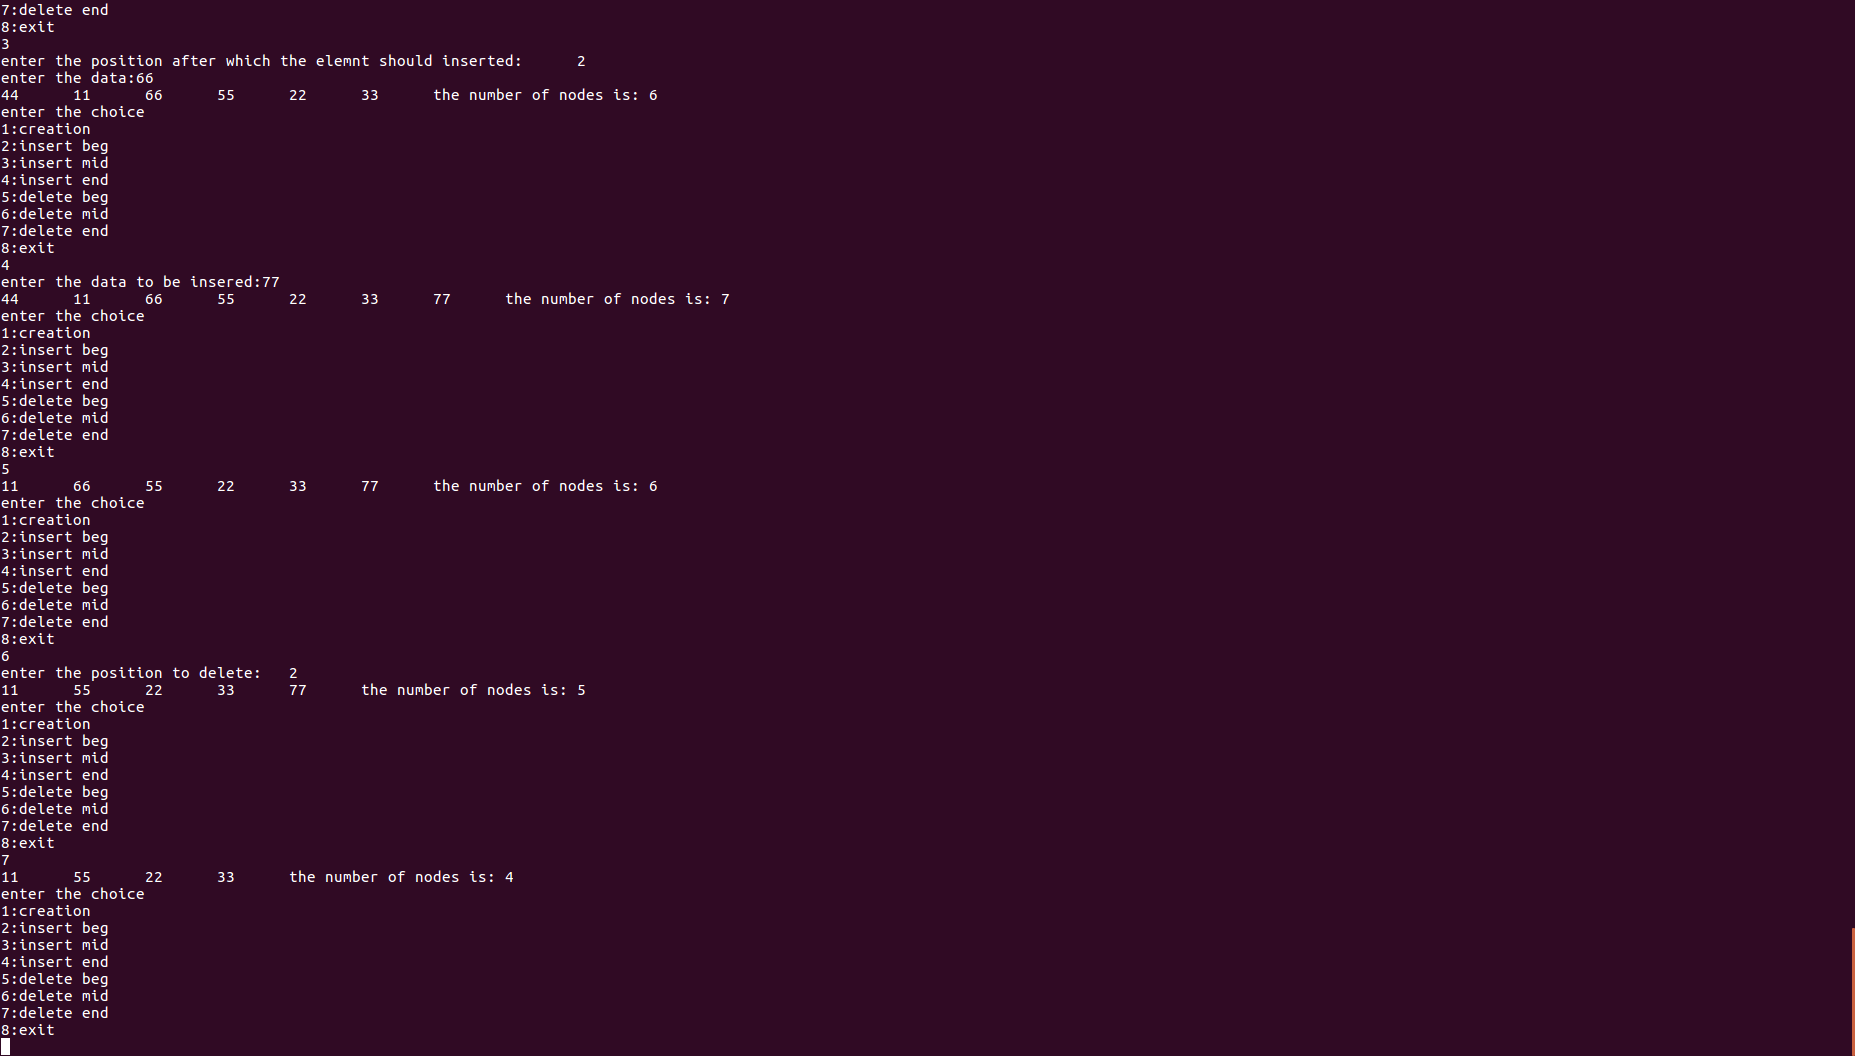 7:delete end
8:exit
3
enter the position after which the elemnt should inserted:      2
enter the data:66
44      11      66      55      22      33      the number of nodes is: 6
enter the choice
1:creation
2:insert beg
3:insert mid
4:insert end
5:delete beg
6:delete mid
7:delete end
8:exit
4
enter the data to be insered:77
44      11      66      55      22      33      77      the number of nodes is: 7
enter the choice
1:creation
2:insert beg
3:insert mid
4:insert end
5:delete beg
6:delete mid
7:delete end
8:exit
5
11      66      55      22      33      77      the number of nodes is: 6
enter the choice
1:creation
2:insert beg
3:insert mid
4:insert end
5:delete beg
6:delete mid
7:delete end
8:exit
6
enter the position to delete:   2
11      55      22      33      77      the number of nodes is: 5
enter the choice
1:creation
2:insert beg
3:insert mid
4:insert end
5:delete beg
6:delete mid
7:delete end
8:exit
7
11      55      22      33      the number of nodes is: 4
enter the choice
1:creation
2:insert beg
3:insert mid
4:insert end
5:delete beg
6:delete mid
7:delete end
8:exit